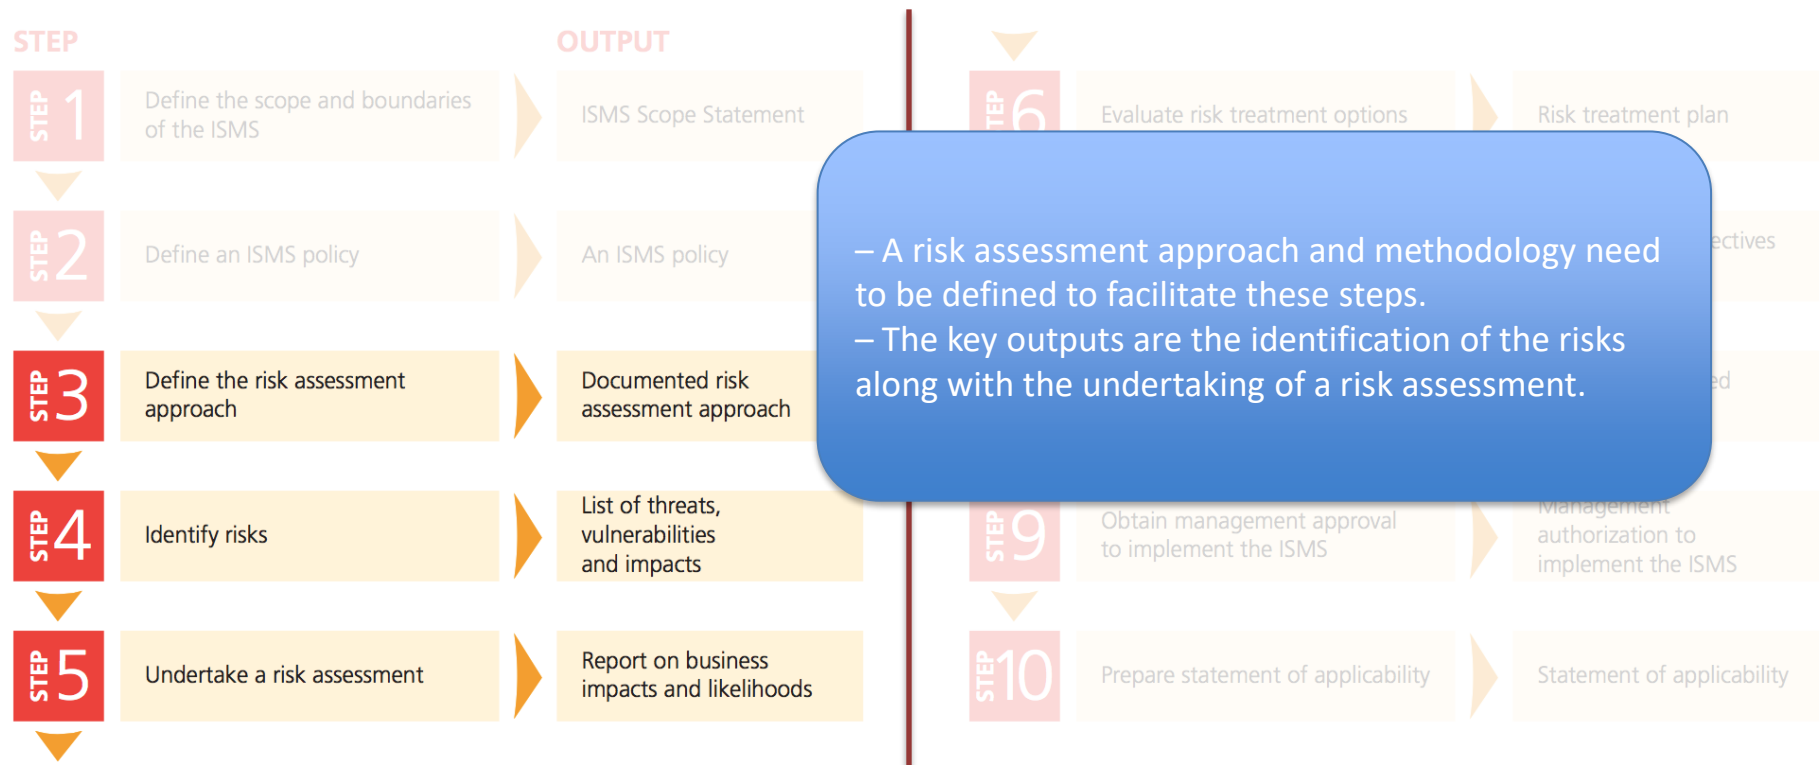 STEP
OUTPUT
STEP 1
Define the scope and boundaries
of the ISMS
ISMS Scope Statement
STEP 2
Define an ISMS policy
An ISMS policy
STEP 3
Define the risk assessment
approach
Documented risk
assessment approach
STEP 4
Identify risks
List of threats,
vulnerabilities
and impacts
STEP 5
Undertake a risk assessment
Report on business
impacts and likelihoods
STEP 6
Evaluate risk treatment options
Risk treatment plan
– A risk assessment approach and methodology need
to be defined to facilitate these steps.
– The key outputs are the identification of the risks
along with the undertaking of a risk assessment.
STEP 9
Obtain management approval
to implement the ISMS
Management
authorization to
implement the ISMS
STEP 10
Prepare statement of applicability
Statement of applicability